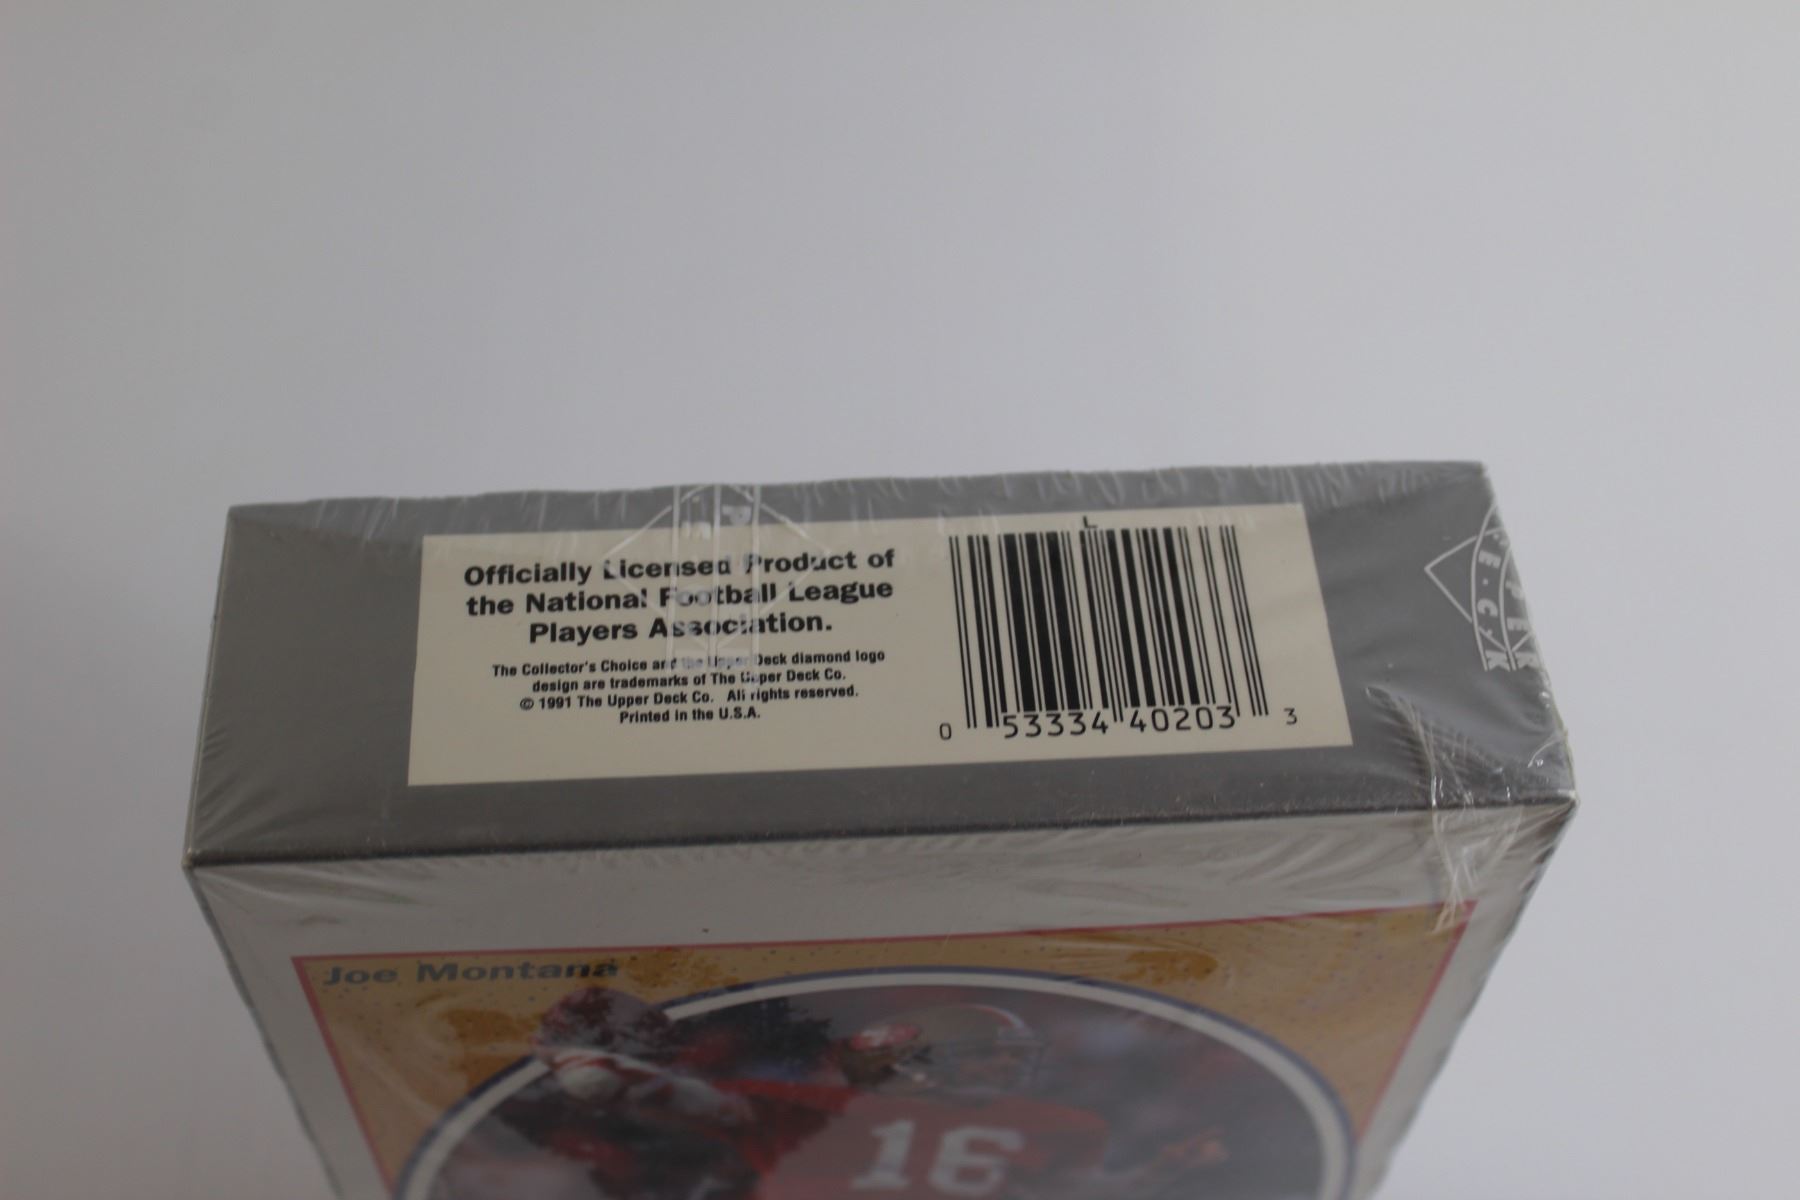 Officially Licensed Product of
the National Football League
Players Association.
The Collector's Choice and the Upper Deck diamond logo
design are trademarks of The Upper Deck Co.
© 1991 The Upper Deck Co. All rights reserved.
Printed in the U.S.A.
L
0 53334 40203 3
Joe Montana
16